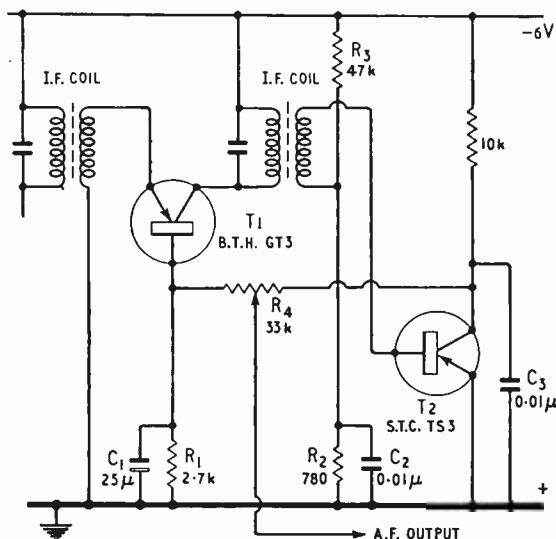 -6V
R3
47k
I.F. COIL
I.F. COIL
10k
T1
B.T.H. GT3
R4
33k
T2
S.T.C. TS3
C3
0·01μ
C1
25μ
R1
2·7k
R2
780
C2
0·01μ
+
A.F. OUTPUT